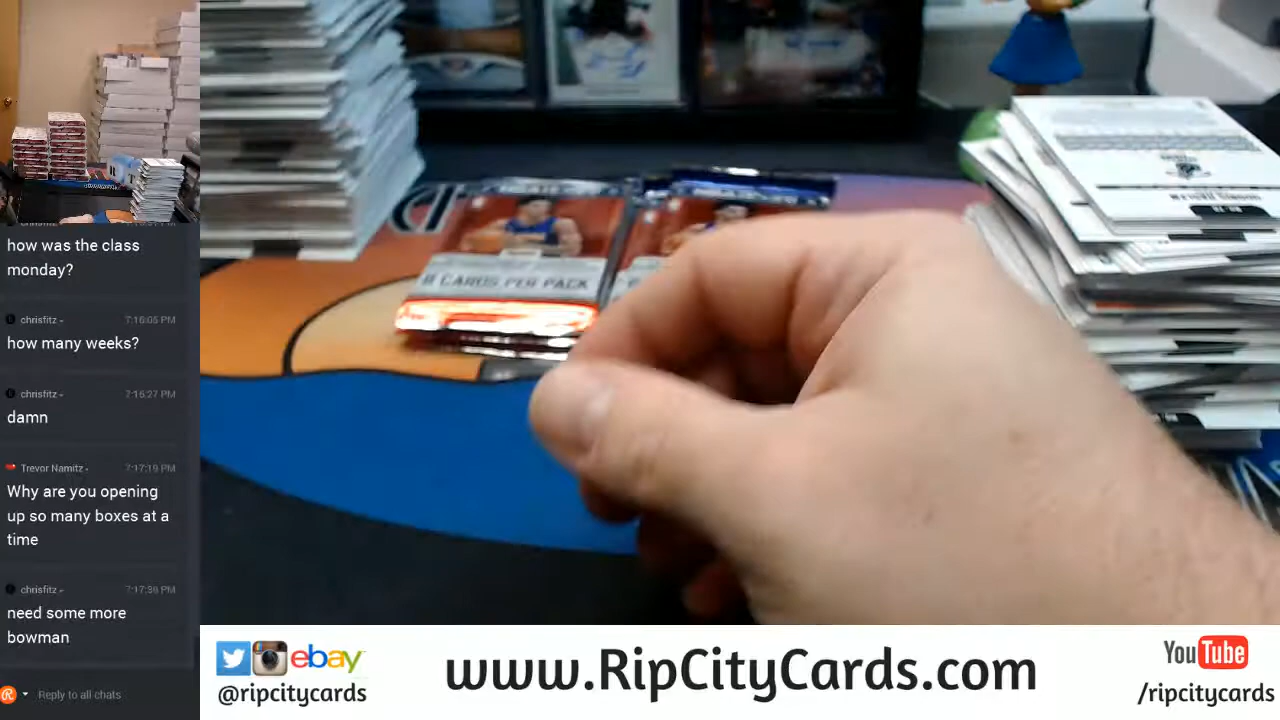 how was the class
monday?
chrisfitz - 7:16:05 PM
how many weeks?
chrisfitz - 7:16:27 PM
damn
Trevor Namitz - 7:17:19 PM
Why are you opening
up so many boxes at a
time
chrisfitz - 7:17:39 PM
need some more
bowman
Reply to all chats
8 CARDS PER PACK
ebay
@ripcitycards
www.RipCityCards.com
YouTube
/ripcitycards